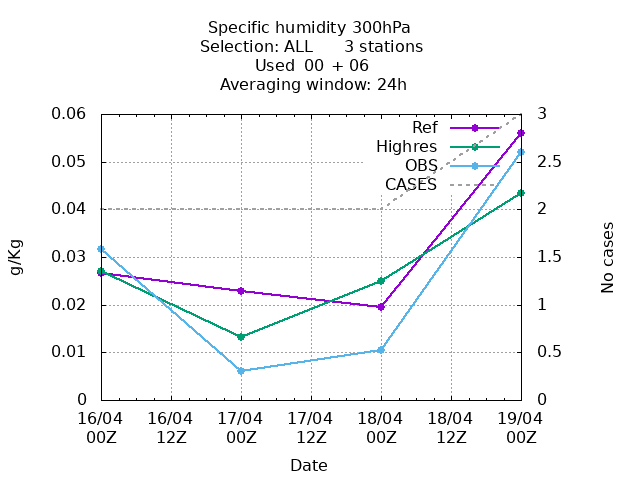 Specific humidity 300hPa
Selection: ALL      3 stations
Used  00 + 06
Averaging window: 24h
0.06
0.05
0.04
0.03
0.02
0.01
0
g/Kg
Ref
Highres
OBS
CASES
3
2.5
2
1.5
1
0.5
0
No cases
16/04 16/04 17/04 17/04 18/04 18/04 19/04
00Z 12Z 00Z 12Z 00Z 12Z 00Z
Date